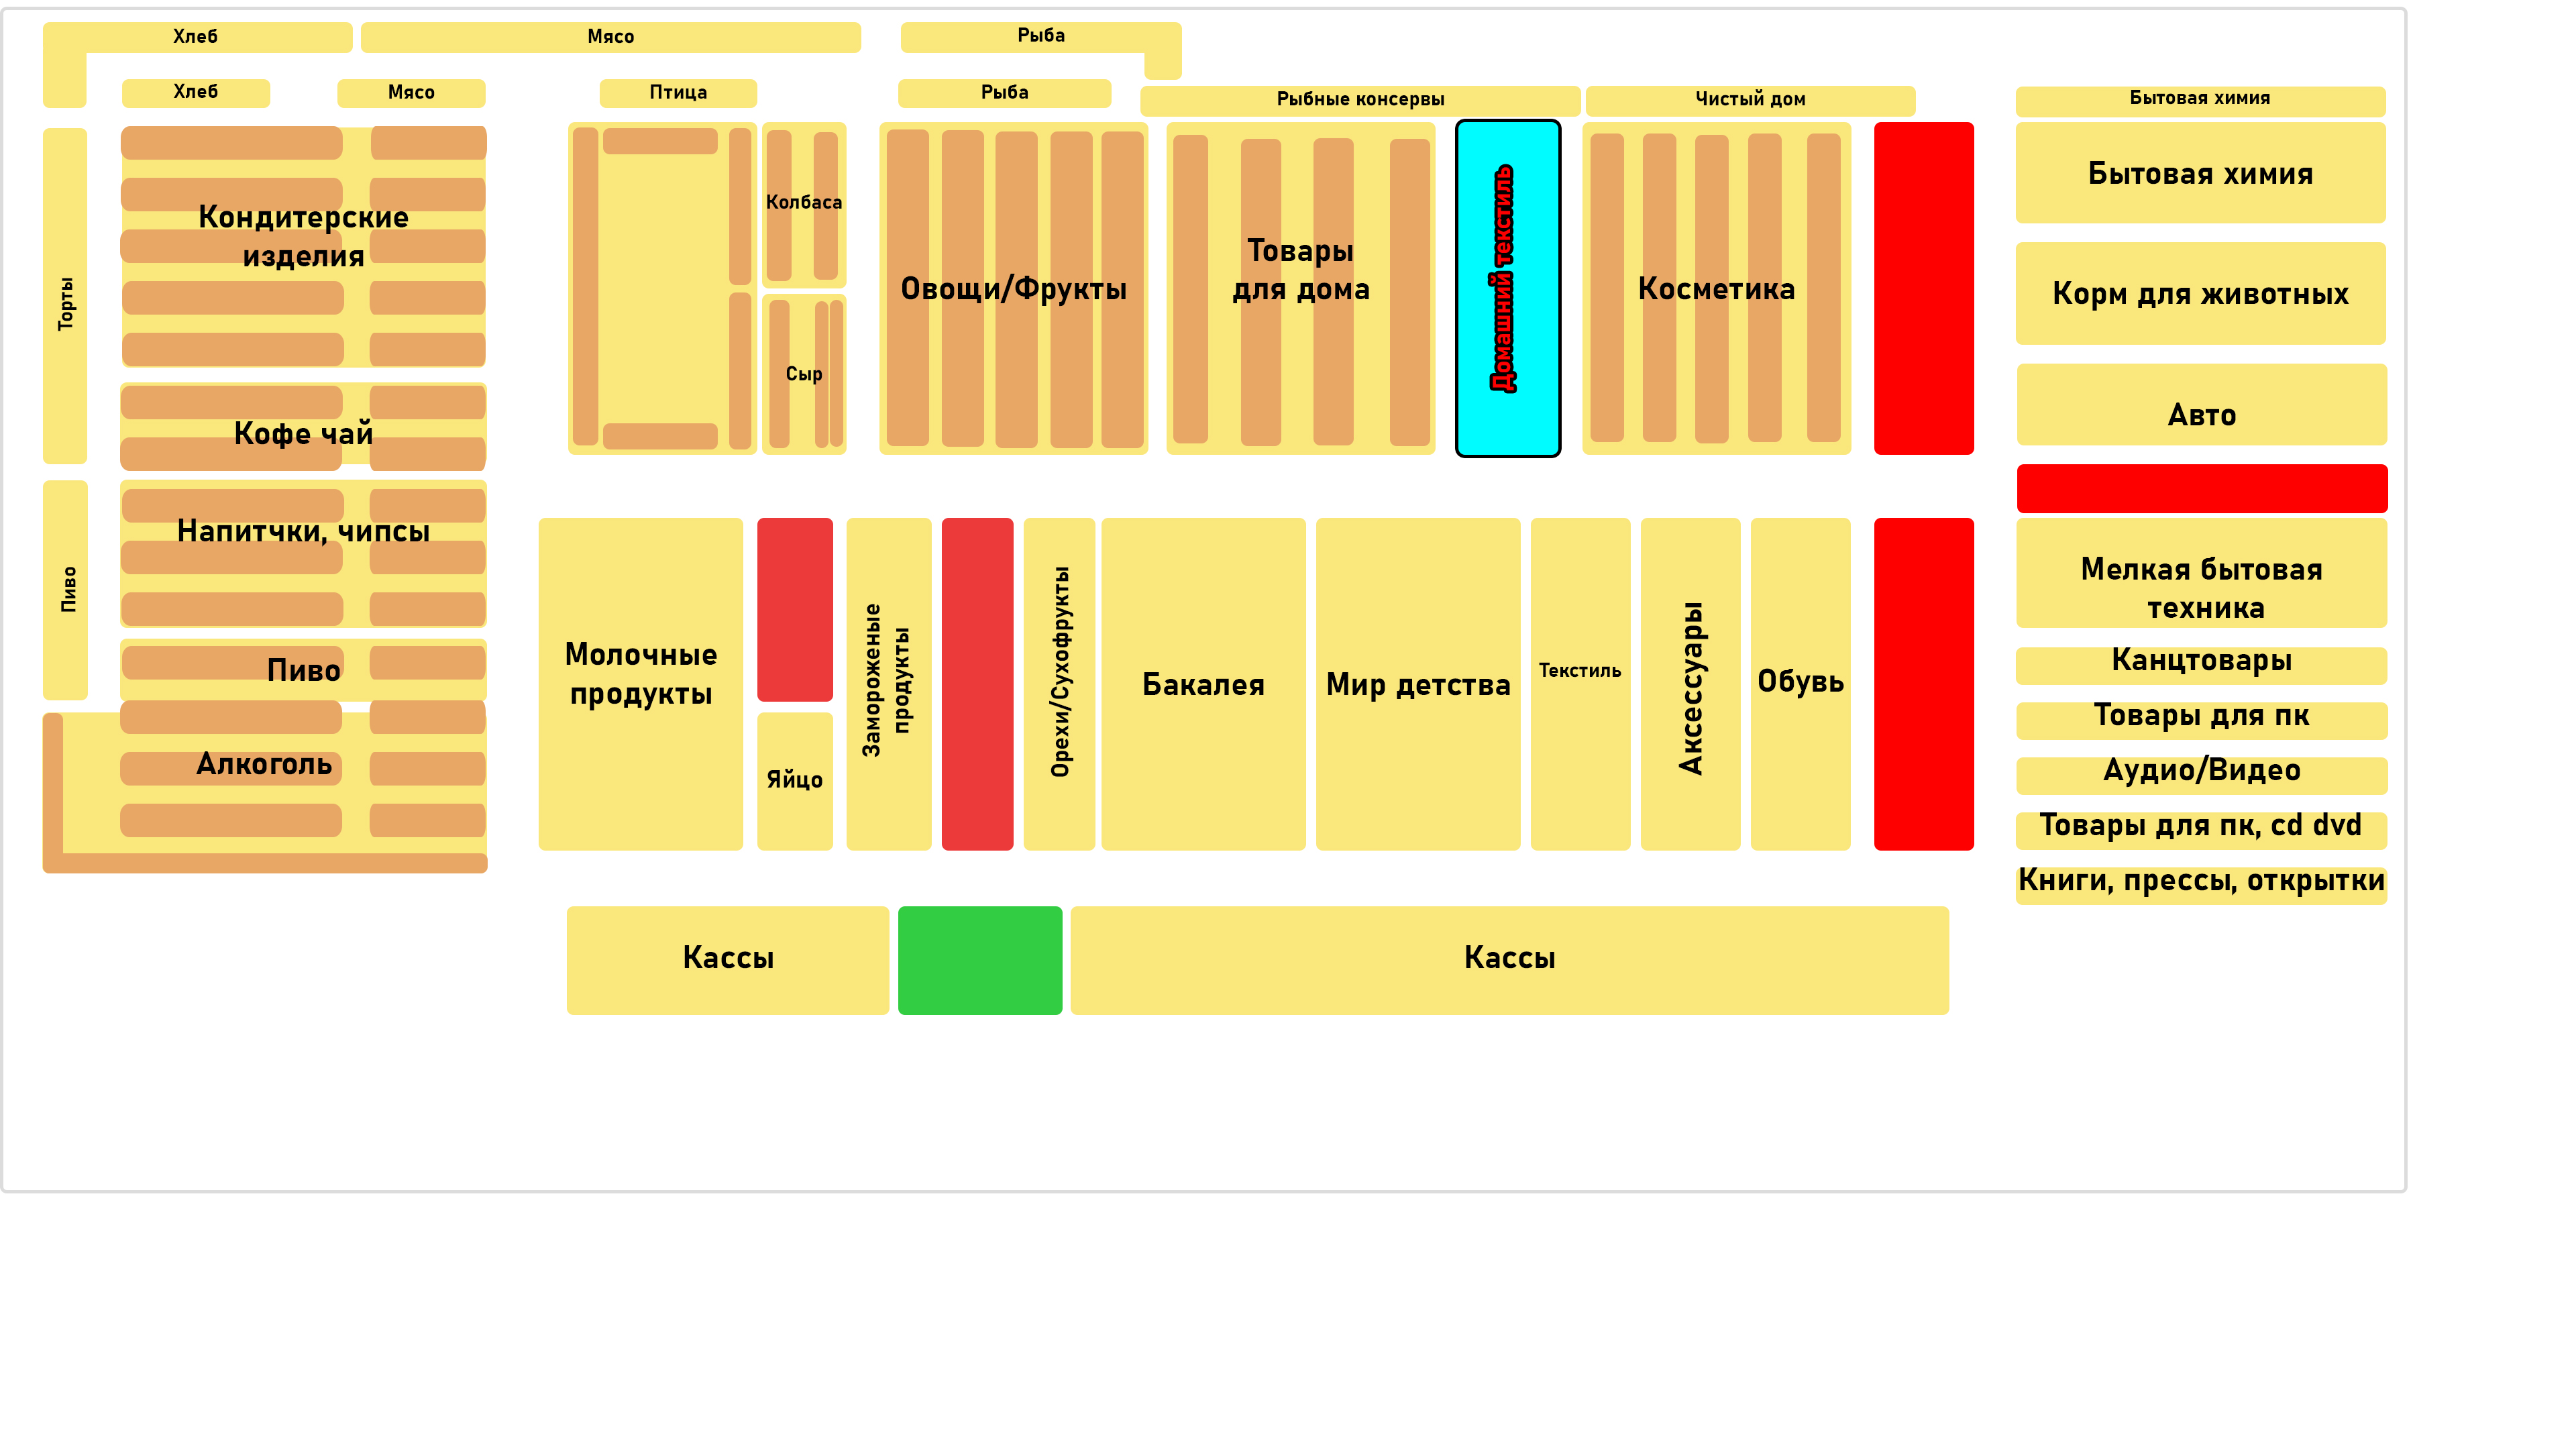 Хлеб
Мясо
Рыба
Хлеб
Мясо
Птица
Рыба
Рыбные консервы
Чистый дом
Бытовая химия
Торты
Кондитерские
изделия
Колбаса
Сыр
Овощи/Фрукты
Товары
для дома
Домашний текстиль
Косметика
Бытовая химия
Корм для животных
Авто
Кофе чай
Пиво
Напитчки, чипсы
Пиво
Алкоголь
Молочные
продукты
Яйцо
Замороженые
продукты
Орехи/Сухофрукты
Бакалея
Мир детства
Текстиль
Аксессуары
Обувь
Мелкая бытовая
техника
Канцтовары
Товары для пк
Аудио/Видео
Товары для пк, cd dvd
Книги, прессы, открытки
Кассы
Кассы